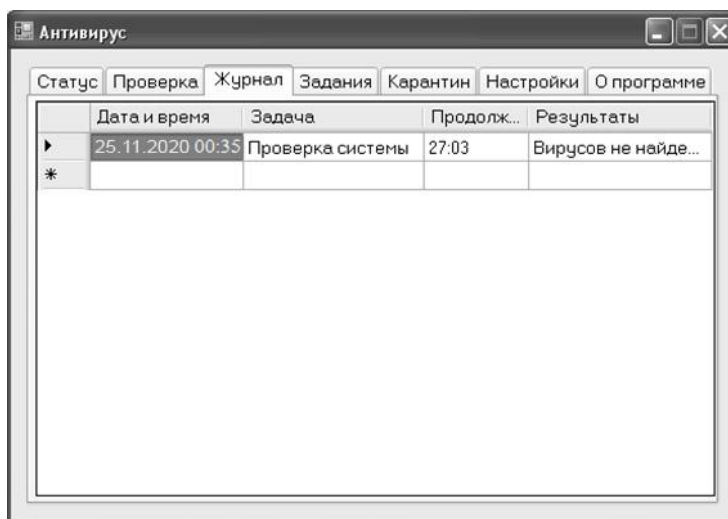 Антивирус
Статус Проверка Журнал Задания Карантин Настройки О программе
Дата и время Задача Продолж... Результаты
25.11.2020 00:35 Проверка системы 27:03 Вирусов не найде...